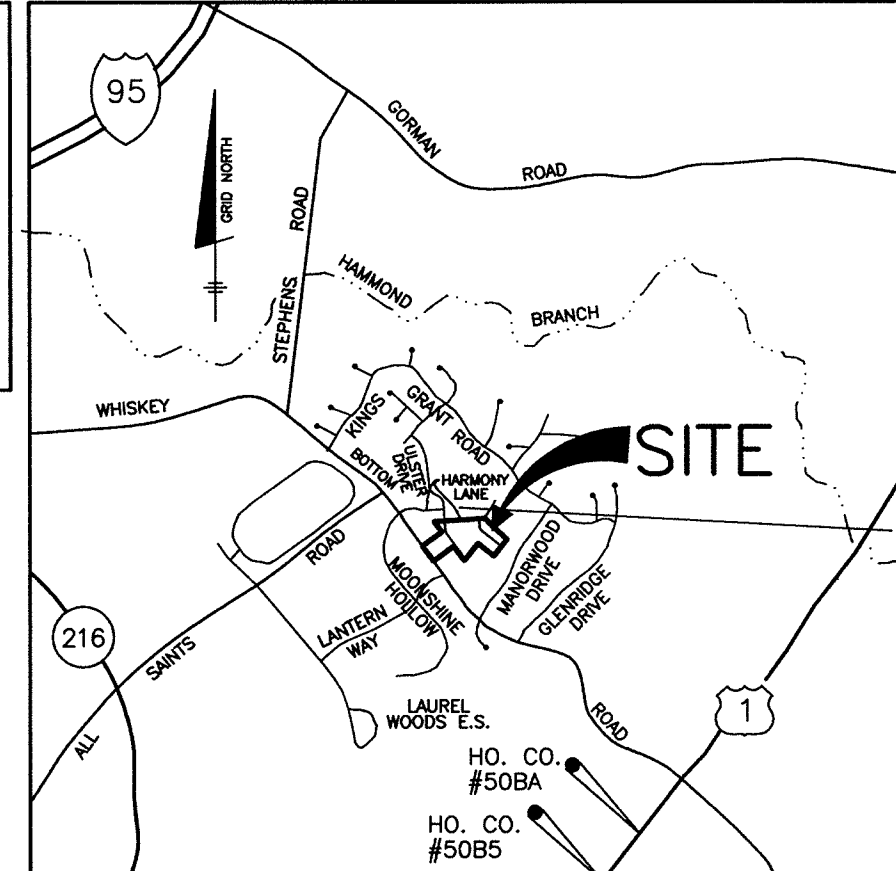 95
GORMAN
ROAD
GRID NORTH
STEPHENS
ROAD
HAMMOND
BRANCH
WHISKEY
BOTTOM
ROAD
KINGS
GRANT ROAD
ULSTER
DRIVE
HARMONY
LANE
SITE
ROAD
MOONSHINE
HOLLOW
MANORWOOD
DRIVE
GLENRIDGE
DRIVE
LANTERN
WAY
216
ALL
SAINTS
LAUREL
WOODS E.S.
1
HO. CO.
#50BA
HO. CO.
#50B5